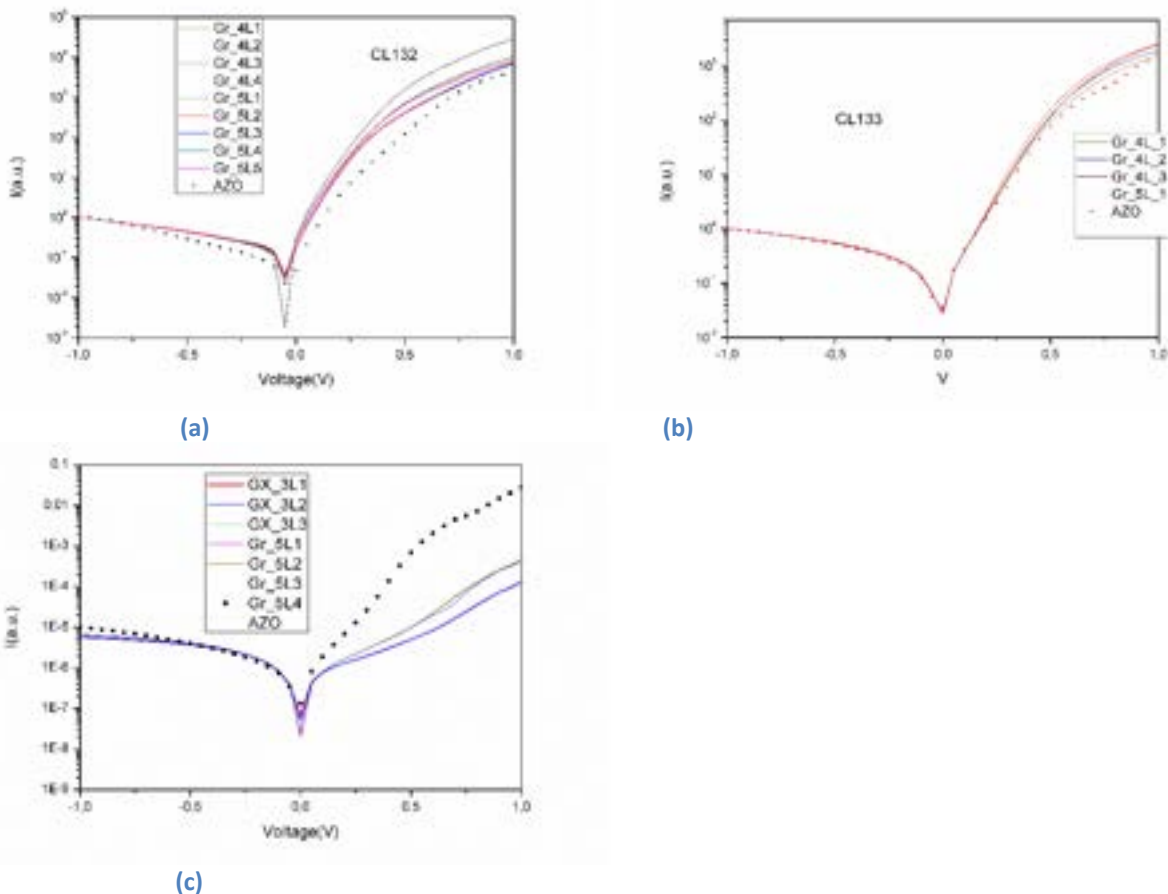 Gr_4L1
Gr_4L2
Gr_4L3
Gr_4L4
Gr_5L1
Gr_5L2
Gr_5L3
Gr_5L4
Gr_5L5
AZO
CL132
I(a.u.)
-1.0
-0.5
0.0
0.5
1.0
Voltage(V)
(a)
CL133
Gr_4L_1
Gr_4L_2
Gr_4L_3
Gr_5L_1
AZO
I(a.u.)
-1.0
-0.5
0.0
0.5
1.0
V
(b)
0.1
0.01
1E-3
1E-4
1E-5
1E-6
1E-7
1E-8
1E-9
I(a.u.)
GX_3L1
GX_3L2
GX_3L3
Gr_5L1
Gr_5L2
Gr_5L3
Gr_5L4
AZO
-1.0
-0.5
0.0
0.5
1.0
Voltage(V)
(c)